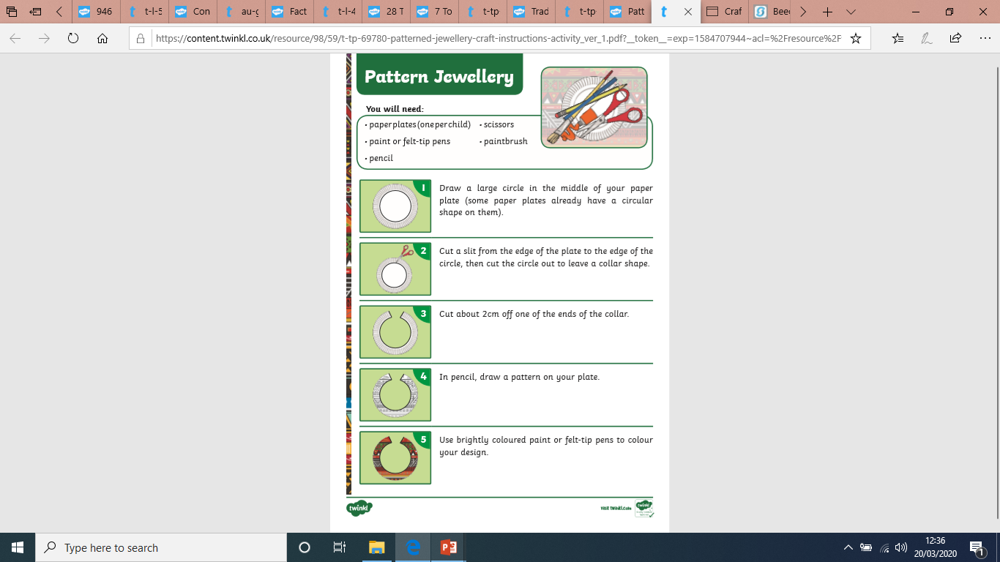 946
t-l-5
Con
au-g
Fact
t-l-4
28 T
7 To
t-tp
Trad
t-tp
Patt
Craf
Beec
https://content.twinkl.co.uk/resource/98/59/t-tp-69780-patterned-jewellery-craft-instructions-activity_ver_1.pdf?__token__=exp=1584707944~acl=%2Fresource%2F
Pattern Jewellery
You will need:
• paper plates (one per child)
• scissors
• paint or felt-tip pens
• paintbrush
• pencil
1
Draw a large circle in the middle of your paper
plate (some paper plates already have a circular
shape on them).
2
Cut a slit from the edge of the plate to the edge of the
circle, then cut the circle out to leave a collar shape.
3
Cut about 2cm off one of the ends of the collar.
4
In pencil, draw a pattern on your plate.
5
Use brightly coloured paint or felt-tip pens to colour
your design.
twinkl
visit twinkl.com
twinkl
Type here to search
12:36
20/03/2020
1